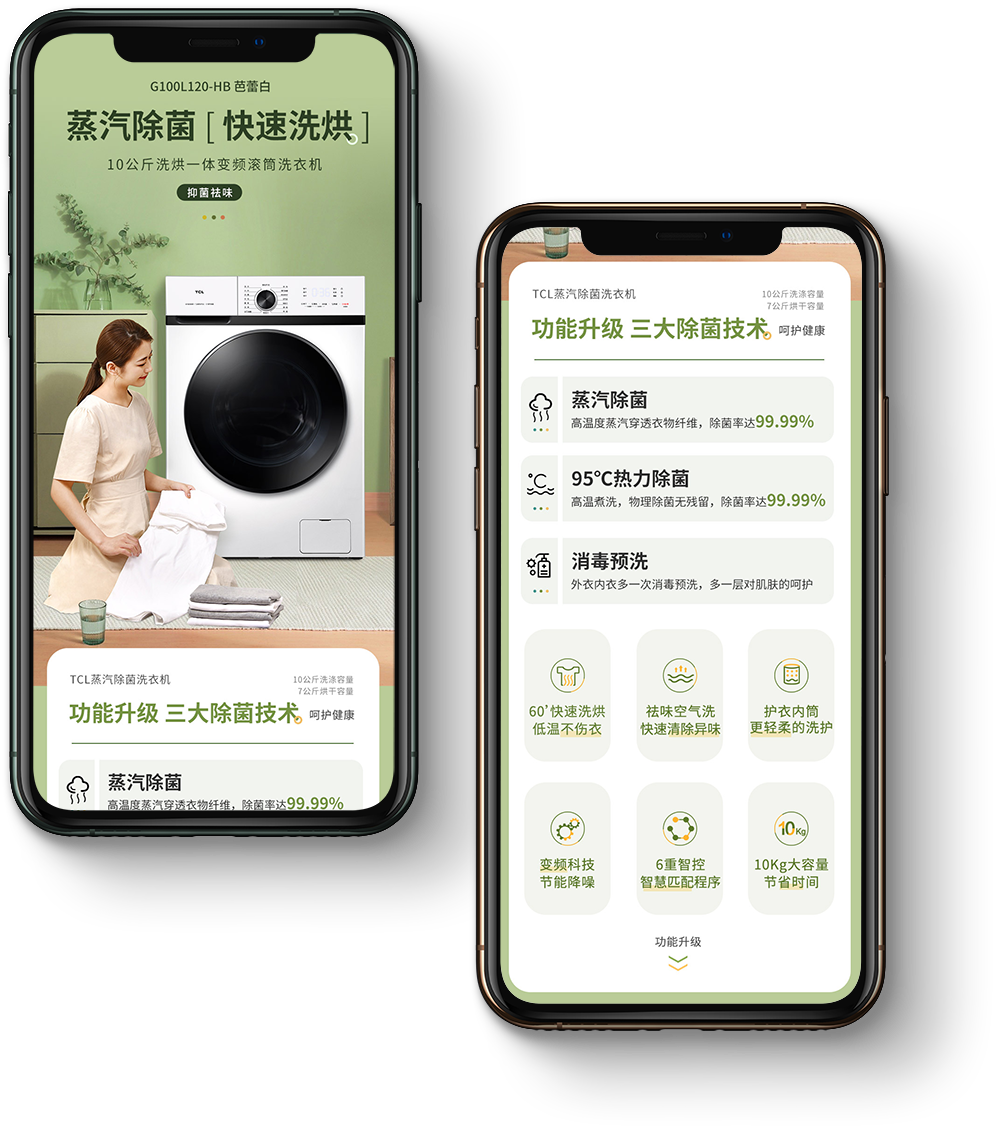 G100L120-HB 芭蕾白
蒸汽除菌 [ 快速洗烘 ]
10公斤洗烘一体变频滚筒洗衣机
抑菌祛味
TCL
TCL蒸汽除菌洗衣机
10公斤洗涤容量
7公斤烘干容量
功能升级 三大除菌技术 呵护健康
蒸汽除菌
高温度蒸汽穿透衣物纤维，除菌率达99.99%
TCL蒸汽除菌洗衣机
10公斤洗涤容量
7公斤烘干容量
功能升级 三大除菌技术 呵护健康
蒸汽除菌
高温度蒸汽穿透衣物纤维，除菌率达99.99%
℃
95℃热力除菌
高温煮洗，物理除菌无残留，除菌率达99.99%
消毒预洗
外衣内衣多一次消毒预洗，多一层对肌肤的呵护
60’快速洗烘
低温不伤衣
祛味空气洗
快速清除异味
护衣内筒
更轻柔的洗护
变频科技
节能降噪
6重智控
智慧匹配程序
10Kg
10Kg大容量
节省时间
功能升级